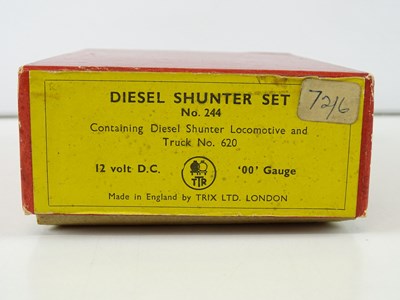 DIESEL SHUNTER SET
No. 244
72/6
Containing Diesel Shunter Locomotive and
Truck No. 620
12 volt D.C.
TTR
'00' Gauge
Made in England by TRIX LTD. LONDON